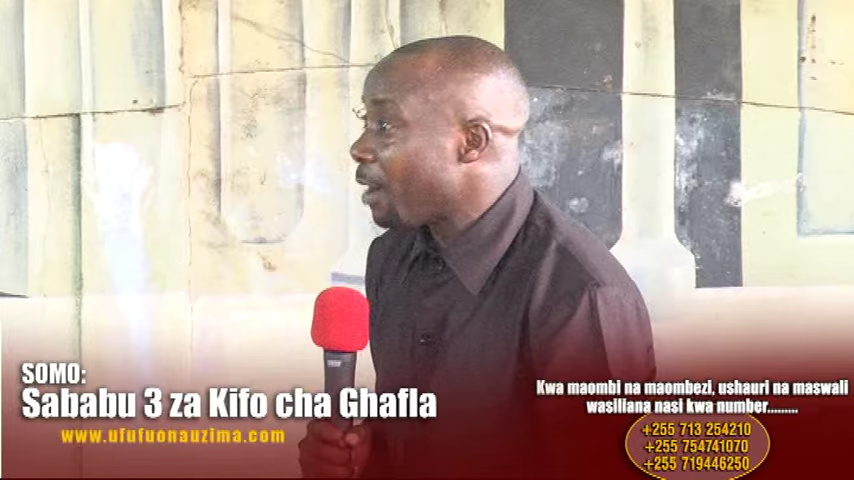 SOMO:
Sababu 3 za Kifo cha Ghafla
www.ufufuonauzima.com
Kwa maombi na maombezi, ushauri na maswali
wasiliana nasi kwa number.........
+255 713 254210
+255 754741070
+255 719446250